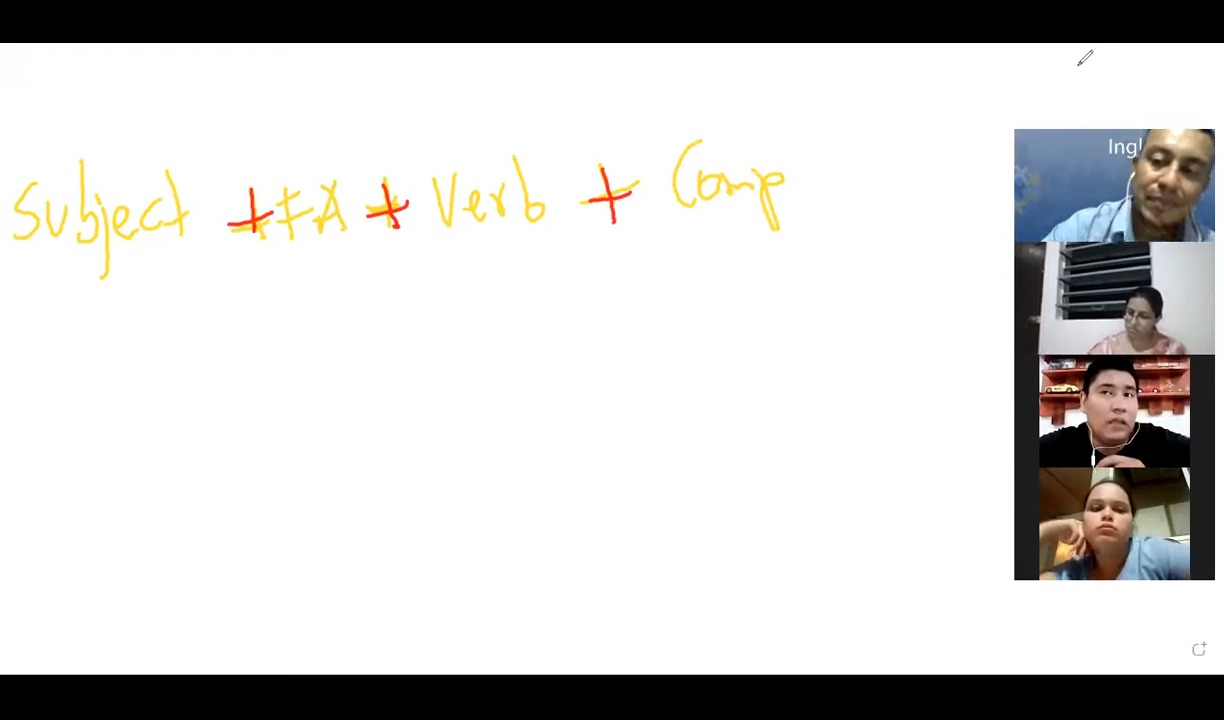 Subject + FA + Verb + Comp
Ingl